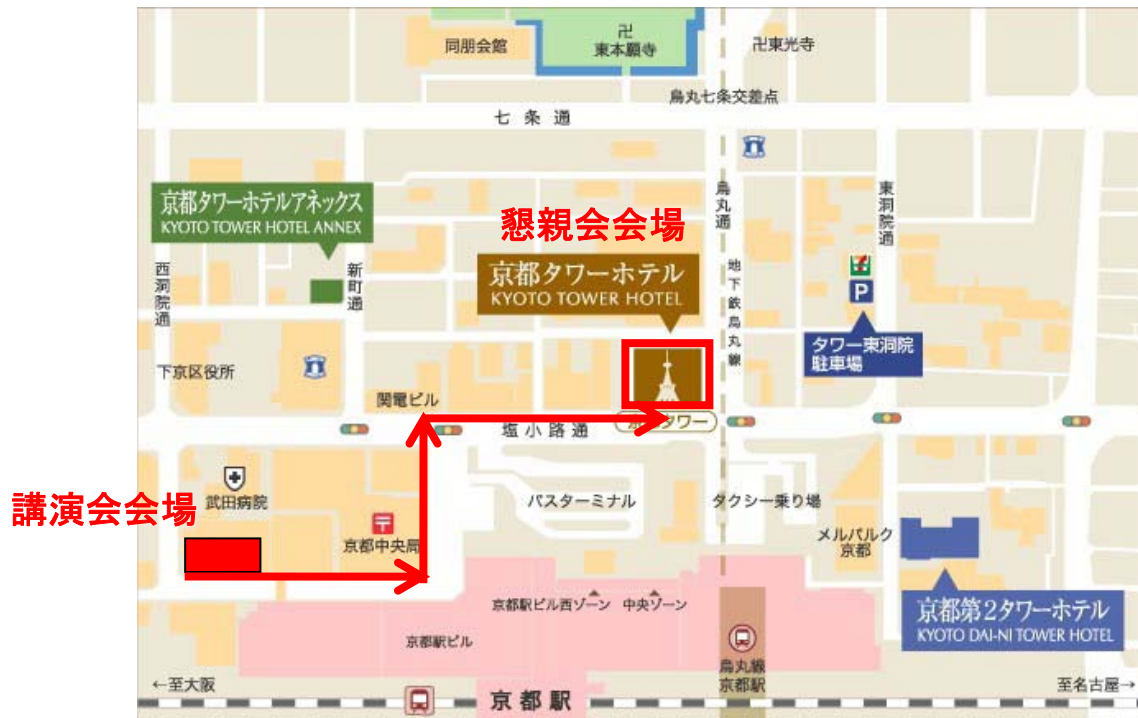 卍
東本願寺
同朋会館
卍東光寺
烏丸七条交差点
七条通
京都タワーホテルアネックス
KYOTO TOWER HOTEL ANNEX
懇親会会場
京都タワーホテル
KYOTO TOWER HOTEL
烏丸通
東洞院通
西洞院通
新町通
地下鉄烏丸線
P
タワー東洞院
駐車場
下京区役所
関電ビル
塩小路通
タワー
講演会会場
武田病院
京都中央局
バスターミナル
タクシー乗り場
メルパルク
京都
京都駅ビル西ゾーン
中央ゾーン
京都第2タワーホテル
KYOTO DAI-NI TOWER HOTEL
京都駅ビル
烏丸線
京都駅
←至大阪
京都駅
至名古屋→